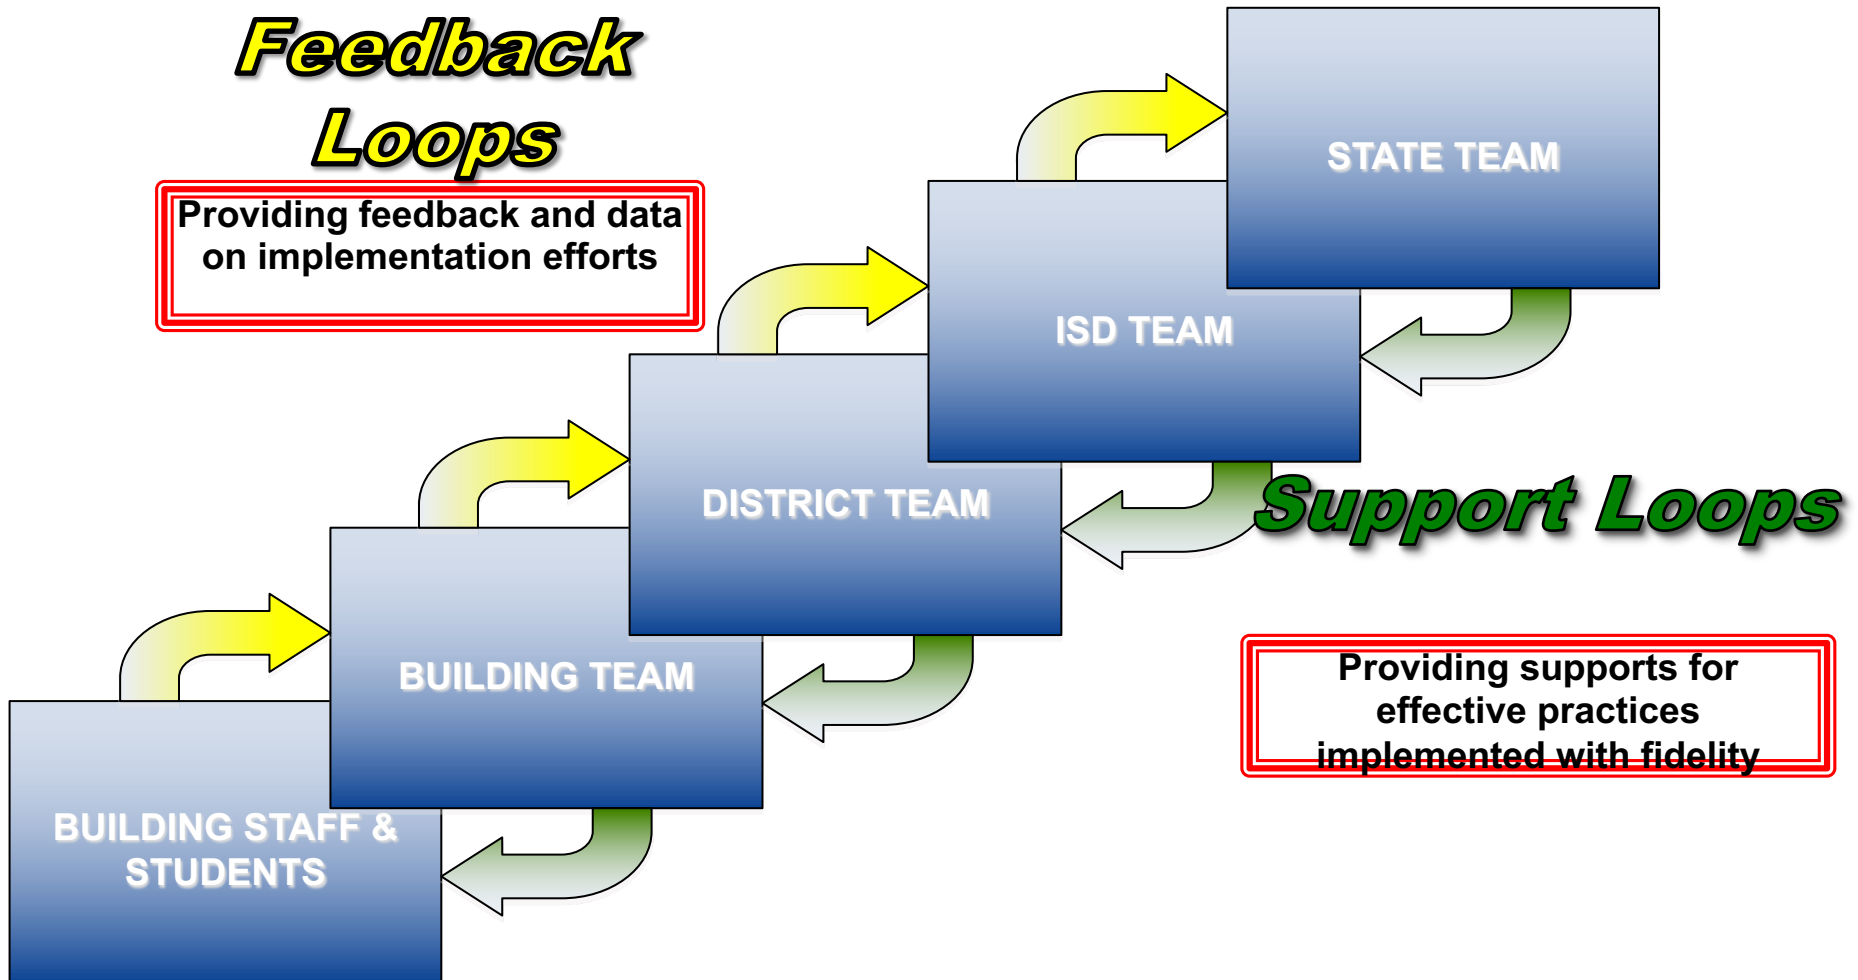 Feedback
Loops
Providing feedback and data
on implementation efforts
STATE TEAM
ISD TEAM
DISTRICT TEAM
Support Loops
BUILDING TEAM
Providing supports for
effective practices
implemented with fidelity
BUILDING STAFF &
STUDENTS